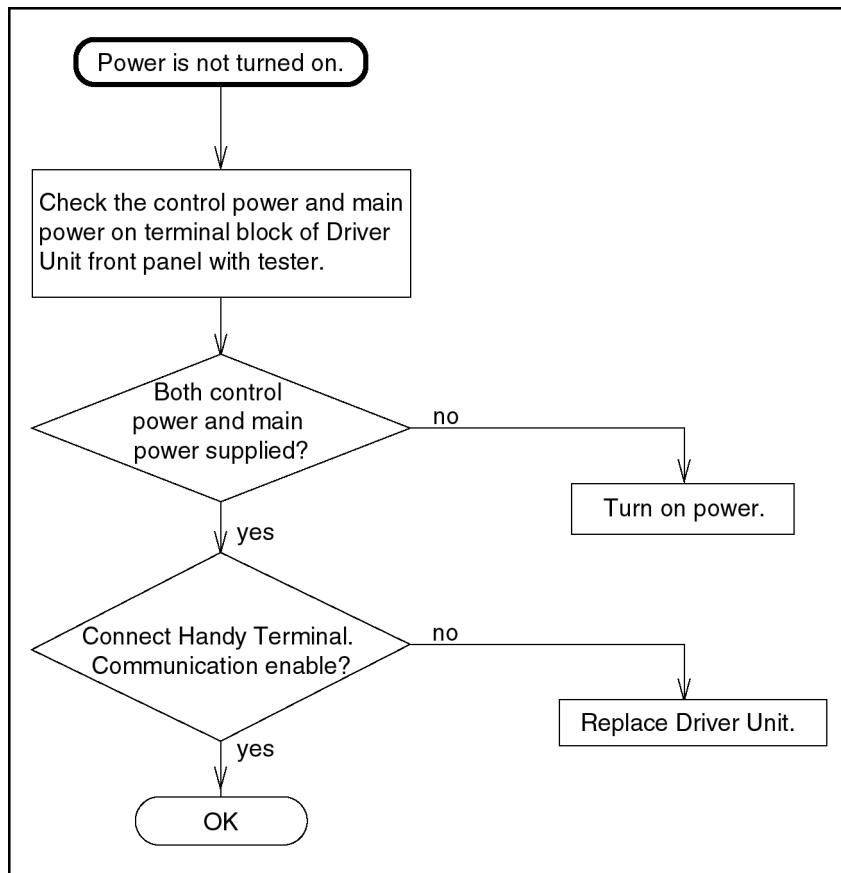 Power is not turned on.
Check the control power and main
power on terminal block of Driver
Unit front panel with tester.
Both control
power and main
power supplied?
no
Turn on power.
yes
Connect Handy Terminal.
Communication enable?
no
Replace Driver Unit.
yes
OK